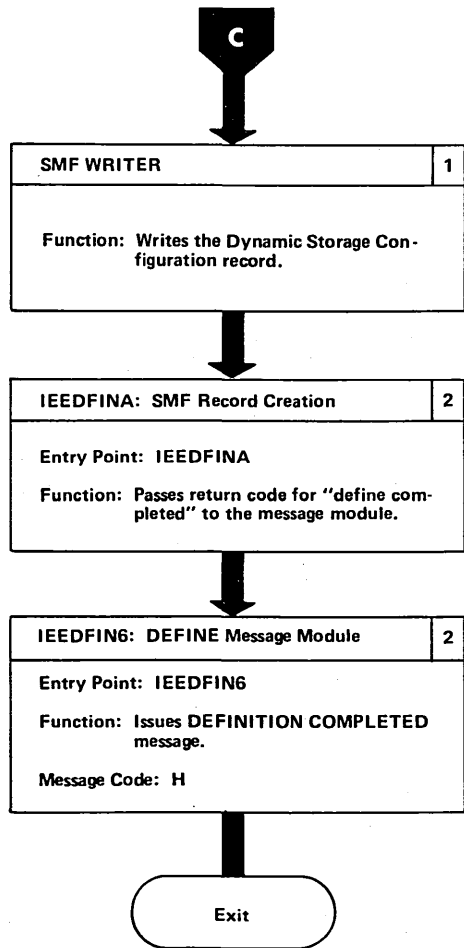 C
SMF WRITER 1
Function: Writes the Dynamic Storage Con-
figuration record.
IEEDFINA: SMF Record Creation 2
Entry Point: IEEDFINA
Function: Passes return code for "define com-
pleted" to the message module.
IEEDFIN6: DEFINE Message Module 2
Entry Point: IEEDFIN6
Function: Issues DEFINITION COMPLETED
message.
Message Code: H
Exit